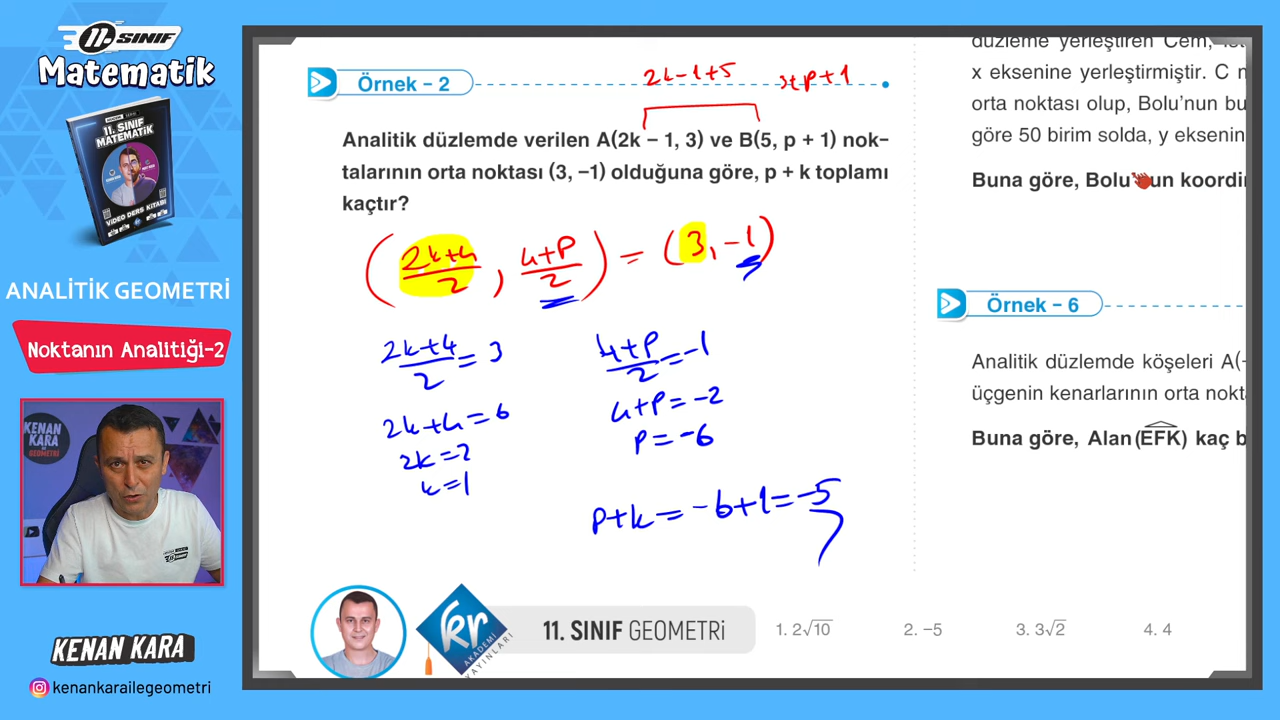 11. SINIF
Matematik
11. SINIF
MATEMATİK
VİDEO DERS KİTABI
ANALİTİK GEOMETRİ
Noktanın Analitiği-2
KENAN
KARA
11. SINIF
KENAN KARA
kenankarailegeometri
Örnek - 2
2k-1+5
3+p+1
Analitik düzlemde verilen A(2k – 1, 3) ve B(5, p + 1) nok-
talarının orta noktası (3, –1) olduğuna göre, p + k toplamı
kaçtır?
(2k+4/2, 4+p/2) = (3, -1)
2k+4/2 = 3
2k+4 = 6
2k = 2
k = 1
4+p/2 = -1
4+p = -2
p = -6
p+k = -6+1 = -5
düzleme yerleştiren Cem,
x eksenine yerleştirmiştir. C
orta noktası olup, Bolu'nun bu
göre 50 birim solda, y eksenin
Buna göre, Bolu'nun koordin
Örnek - 6
Analitik düzlemde köşeleri A(-
üçgenin kenarlarının orta nokt
Buna göre, Alan(EFK) kaç b
kr
AKADEMİ
YAYINLARI
11. SINIF GEOMETRİ
1. 2√10 2. –5 3. 3√2 4. 4